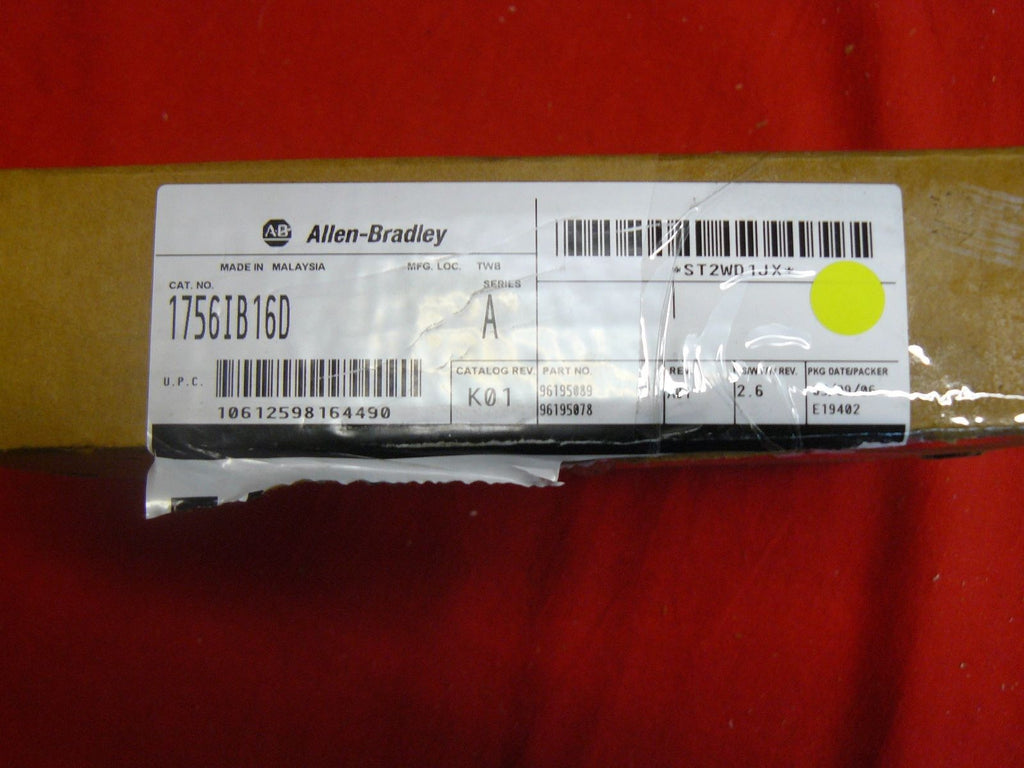 A-B Allen-Bradley
*ST2WD1JX*
MADE IN MALAYSIA MFG. LOC. TWB
CAT. NO. SERIES
1756IB16D A
U.P.C.
10612598164490
CATALOG REV. PART NO. REV. REV. PKG DATE/PACKER
K01 96195089 2.6
96195078 E19402